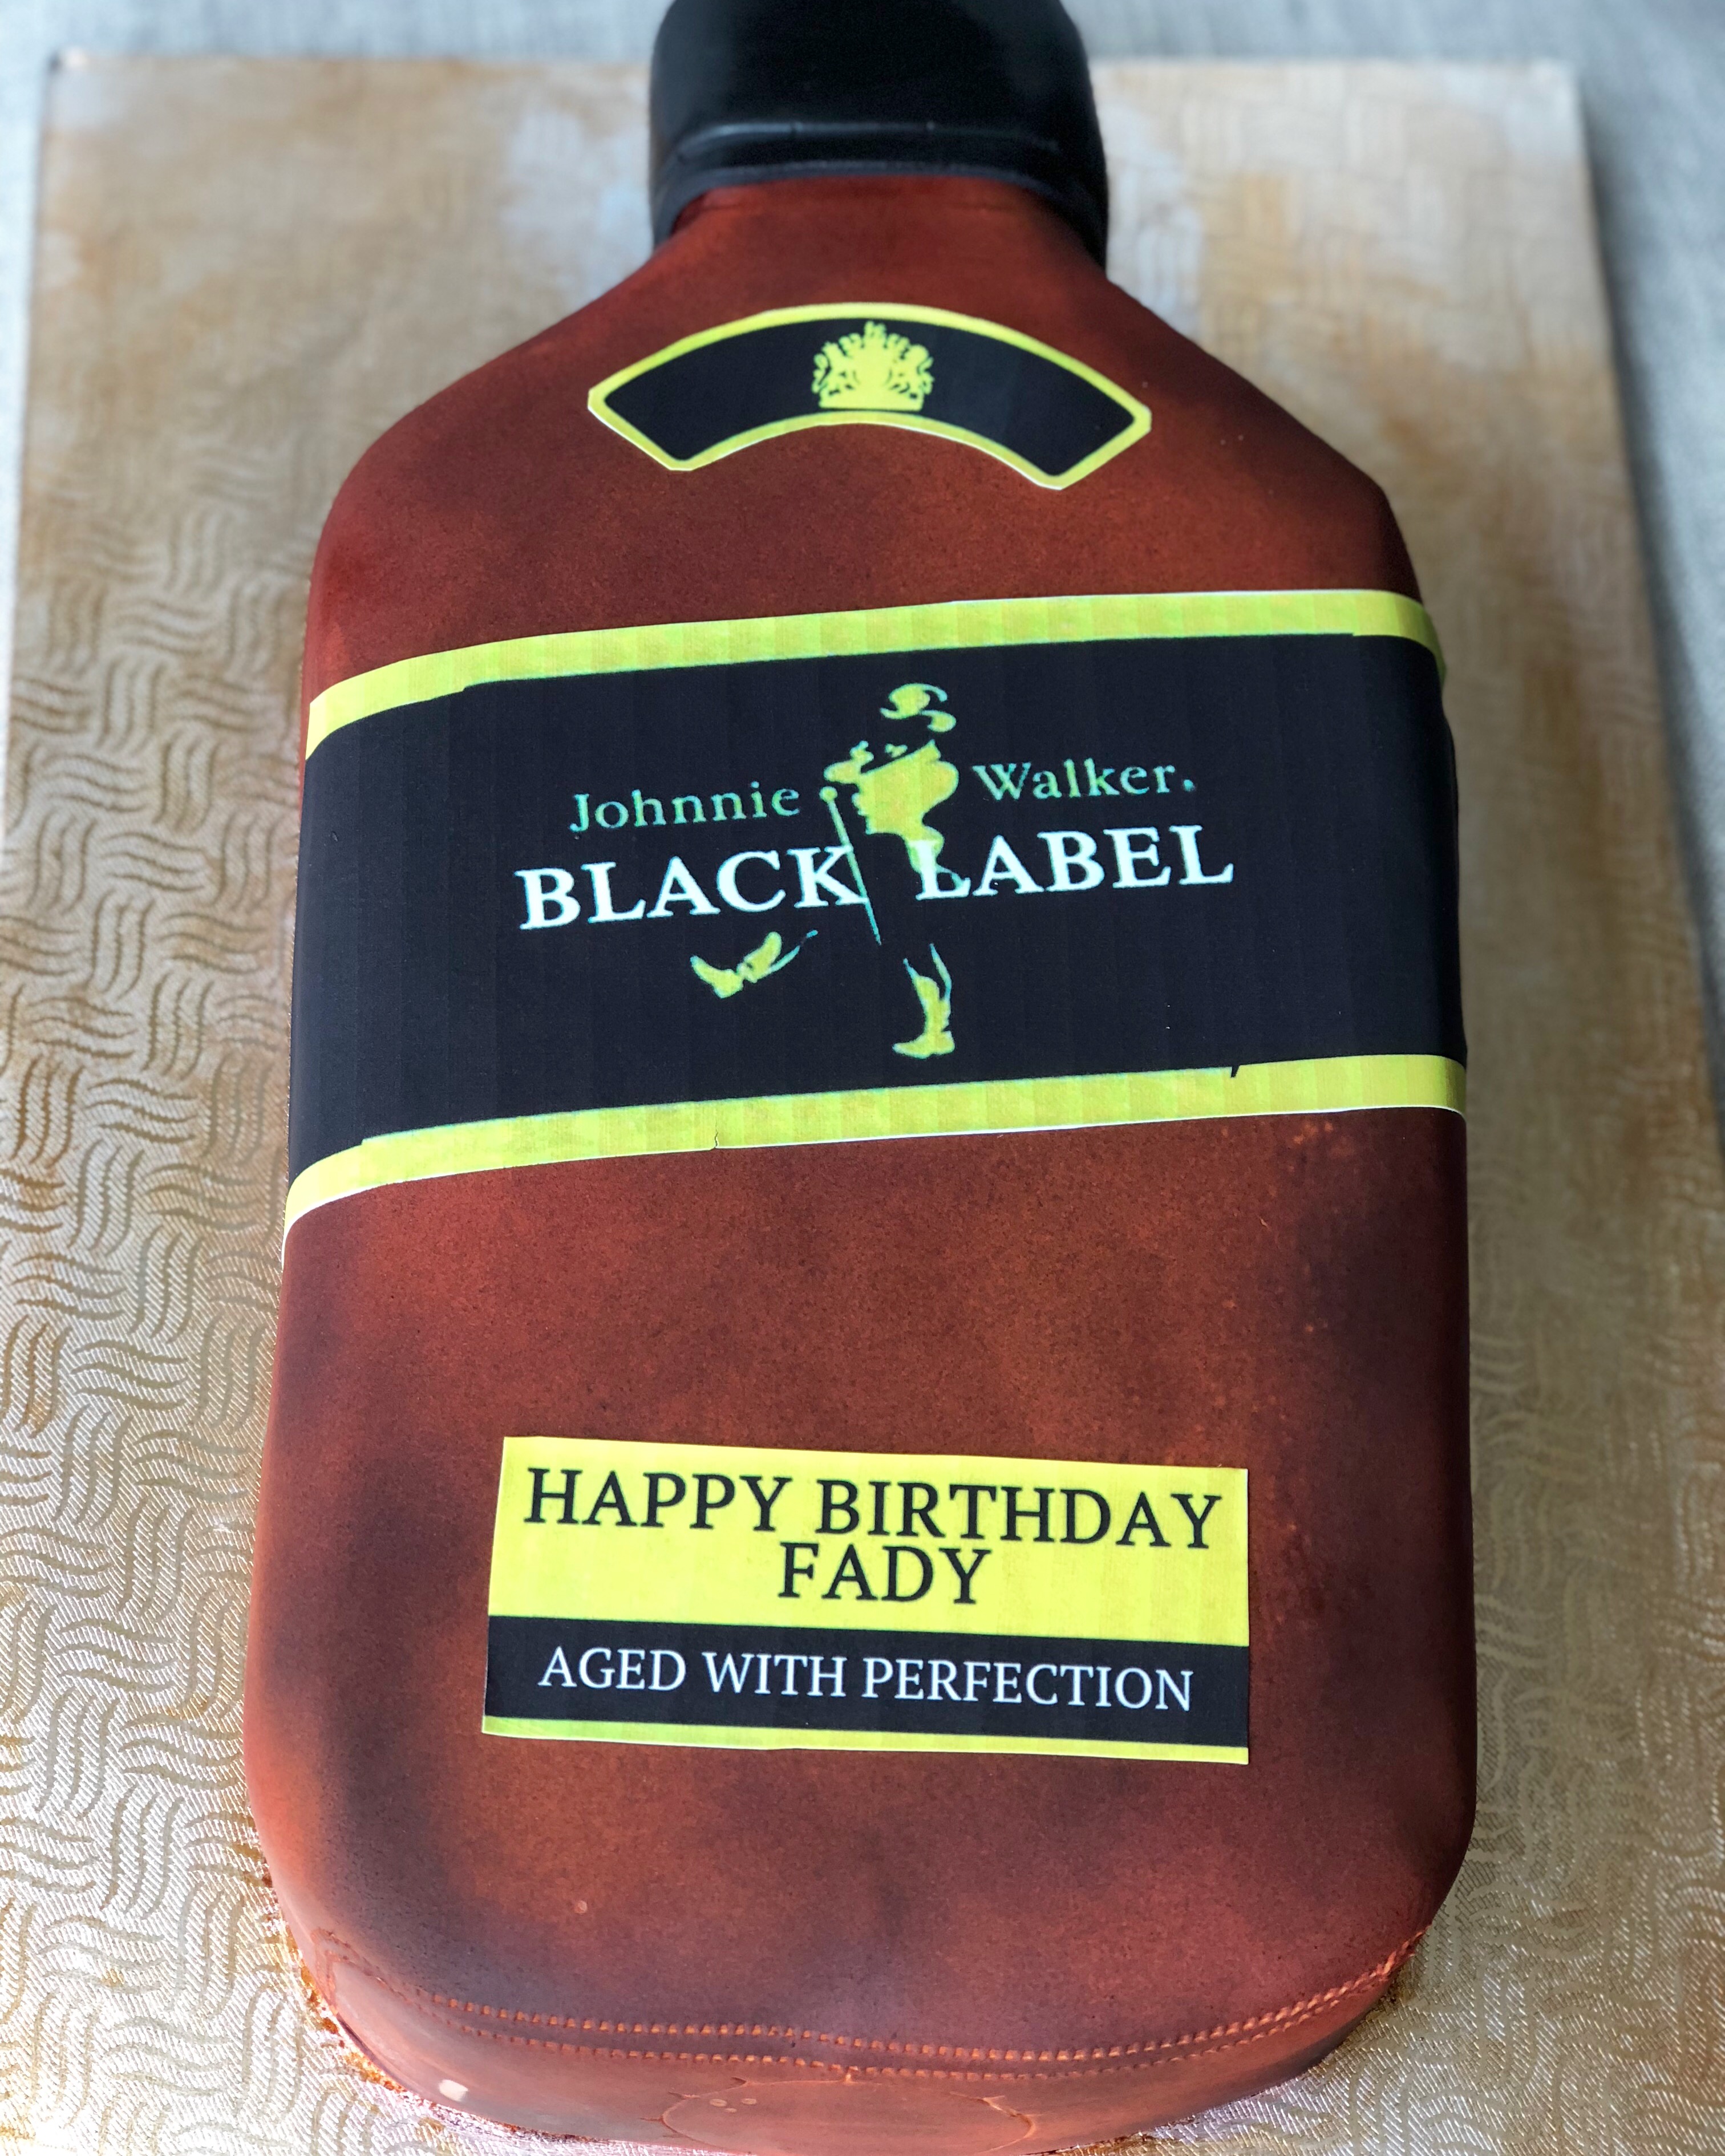 Johnnie Walker.
BLACK LABEL
HAPPY BIRTHDAY
FADY
AGED WITH PERFECTION